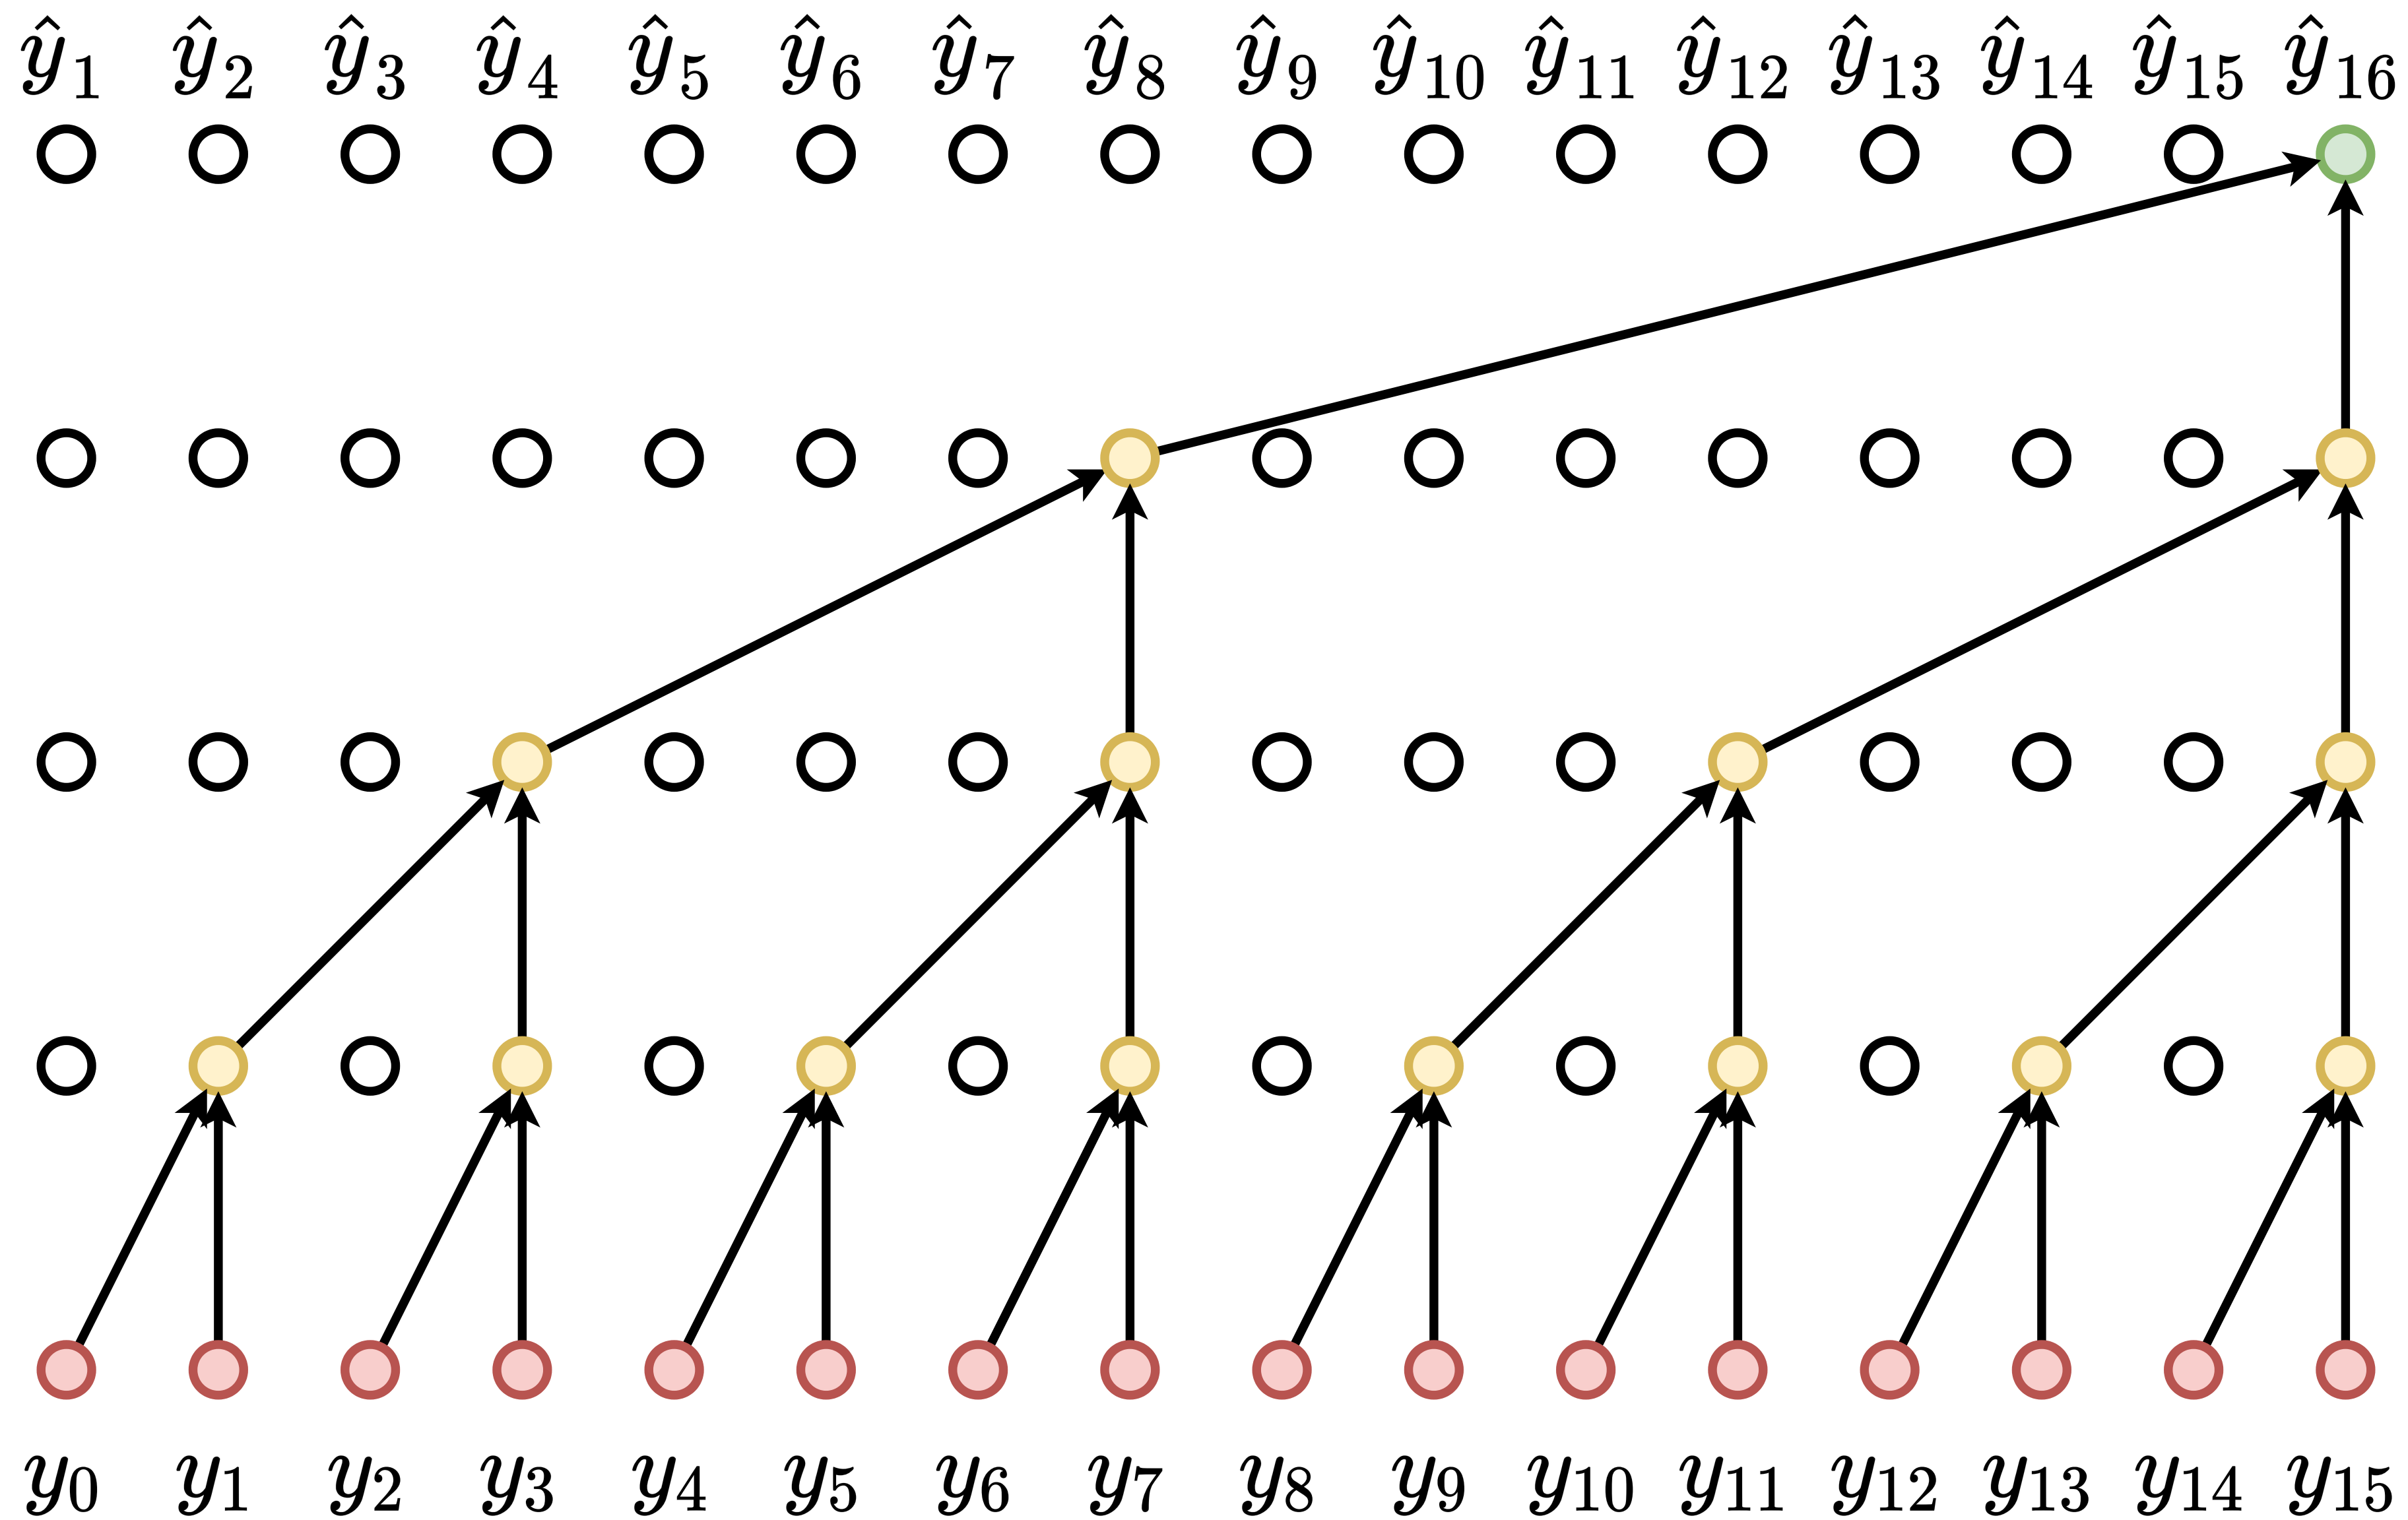 ŷ₁ ŷ₂ ŷ₃ ŷ₄ ŷ₅ ŷ₆ ŷ₇ ŷ₈ ŷ₉ ŷ₁₀ ŷ₁₁ ŷ₁₂ ŷ₁₃ ŷ₁₄ ŷ₁₅ ŷ₁₆
y₀ y₁ y₂ y₃ y₄ y₅ y₆ y₇ y₈ y₉ y₁₀ y₁₁ y₁₂ y₁₃ y₁₄ y₁₅